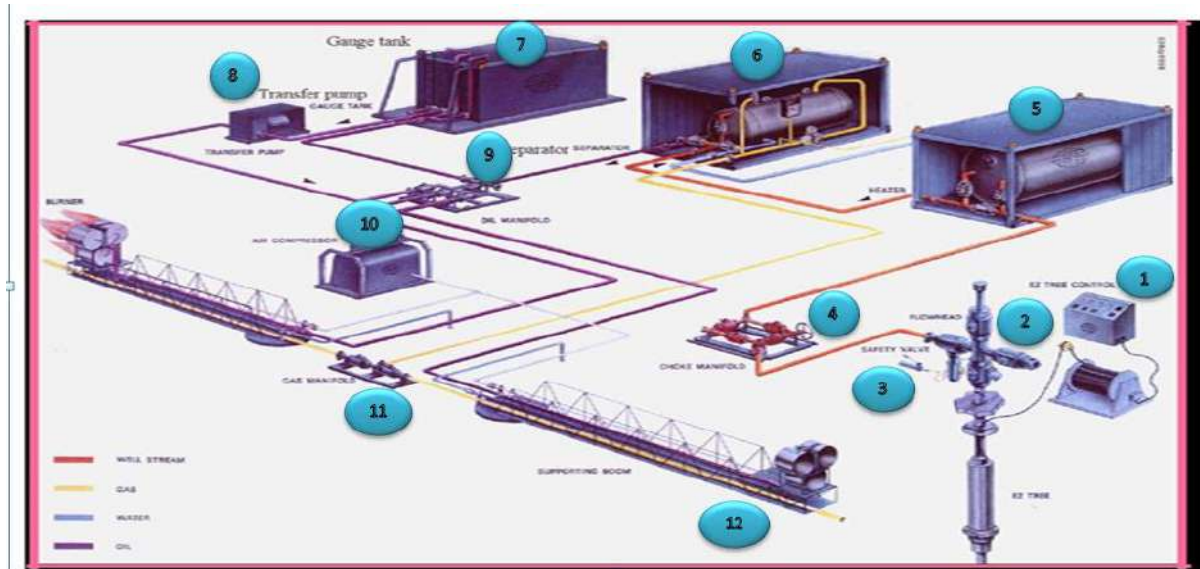 Gauge tank
7
6
8
Transfer pump
GAUGE TANK
5
TRANSFER PUMP
9
eparator SEPARATOR
HEATER
BURNER
OIL MANIFOLD
10
AIR COMPRESSOR
1
EZ TREE CONTROL
4
2
FLOWHEAD
SAFETY VALVE
CHOKE MANIFOLD
3
GAS MANIFOLD
11
WELL STREAM
SUPPORTING BOOM
GAS
EZ TREE
WATER
12
OIL